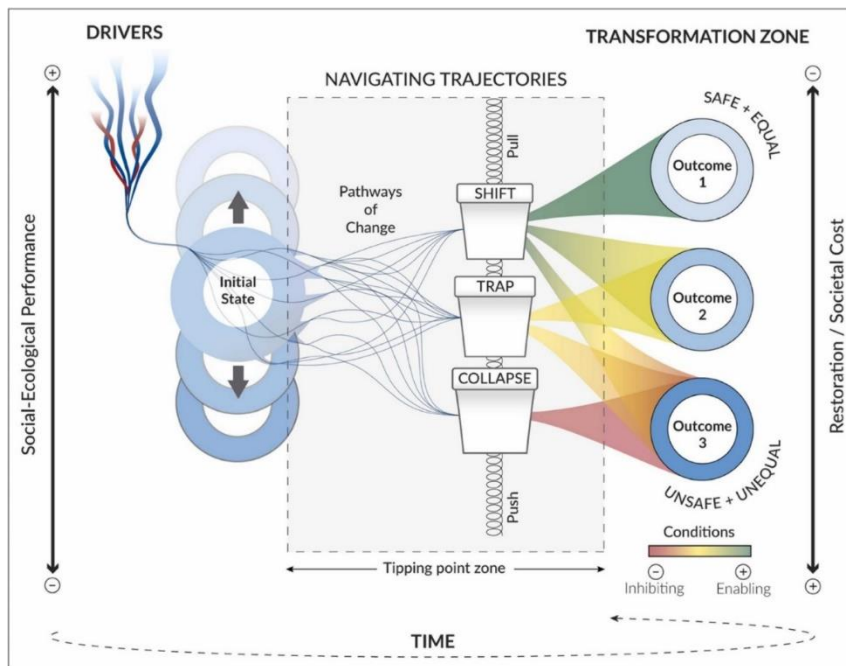 DRIVERS
TRANSFORMATION ZONE
NAVIGATING TRAJECTORIES
+
−
Social-Ecological Performance
−
+
Restoration / Societal Cost
Initial
State
Pathways
of
Change
Pull
SHIFT
TRAP
COLLAPSE
Push
SAFE + EQUAL
Outcome
1
Outcome
2
Outcome
3
UNSAFE + UNEQUAL
Conditions
−
+
Inhibiting
Enabling
Tipping point zone
TIME